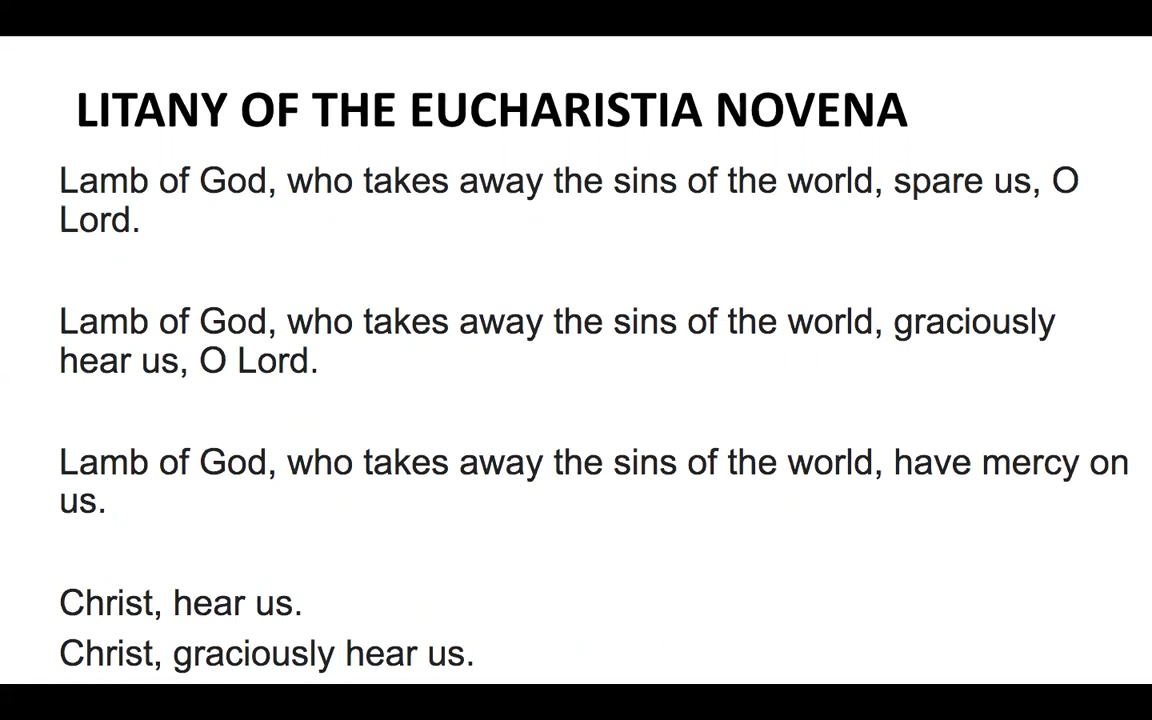 LITANY OF THE EUCHARISTIA NOVENA
Lamb of God, who takes away the sins of the world, spare us, O
Lord.
Lamb of God, who takes away the sins of the world, graciously
hear us, O Lord.
Lamb of God, who takes away the sins of the world, have mercy on
us.
Christ, hear us.
Christ, graciously hear us.